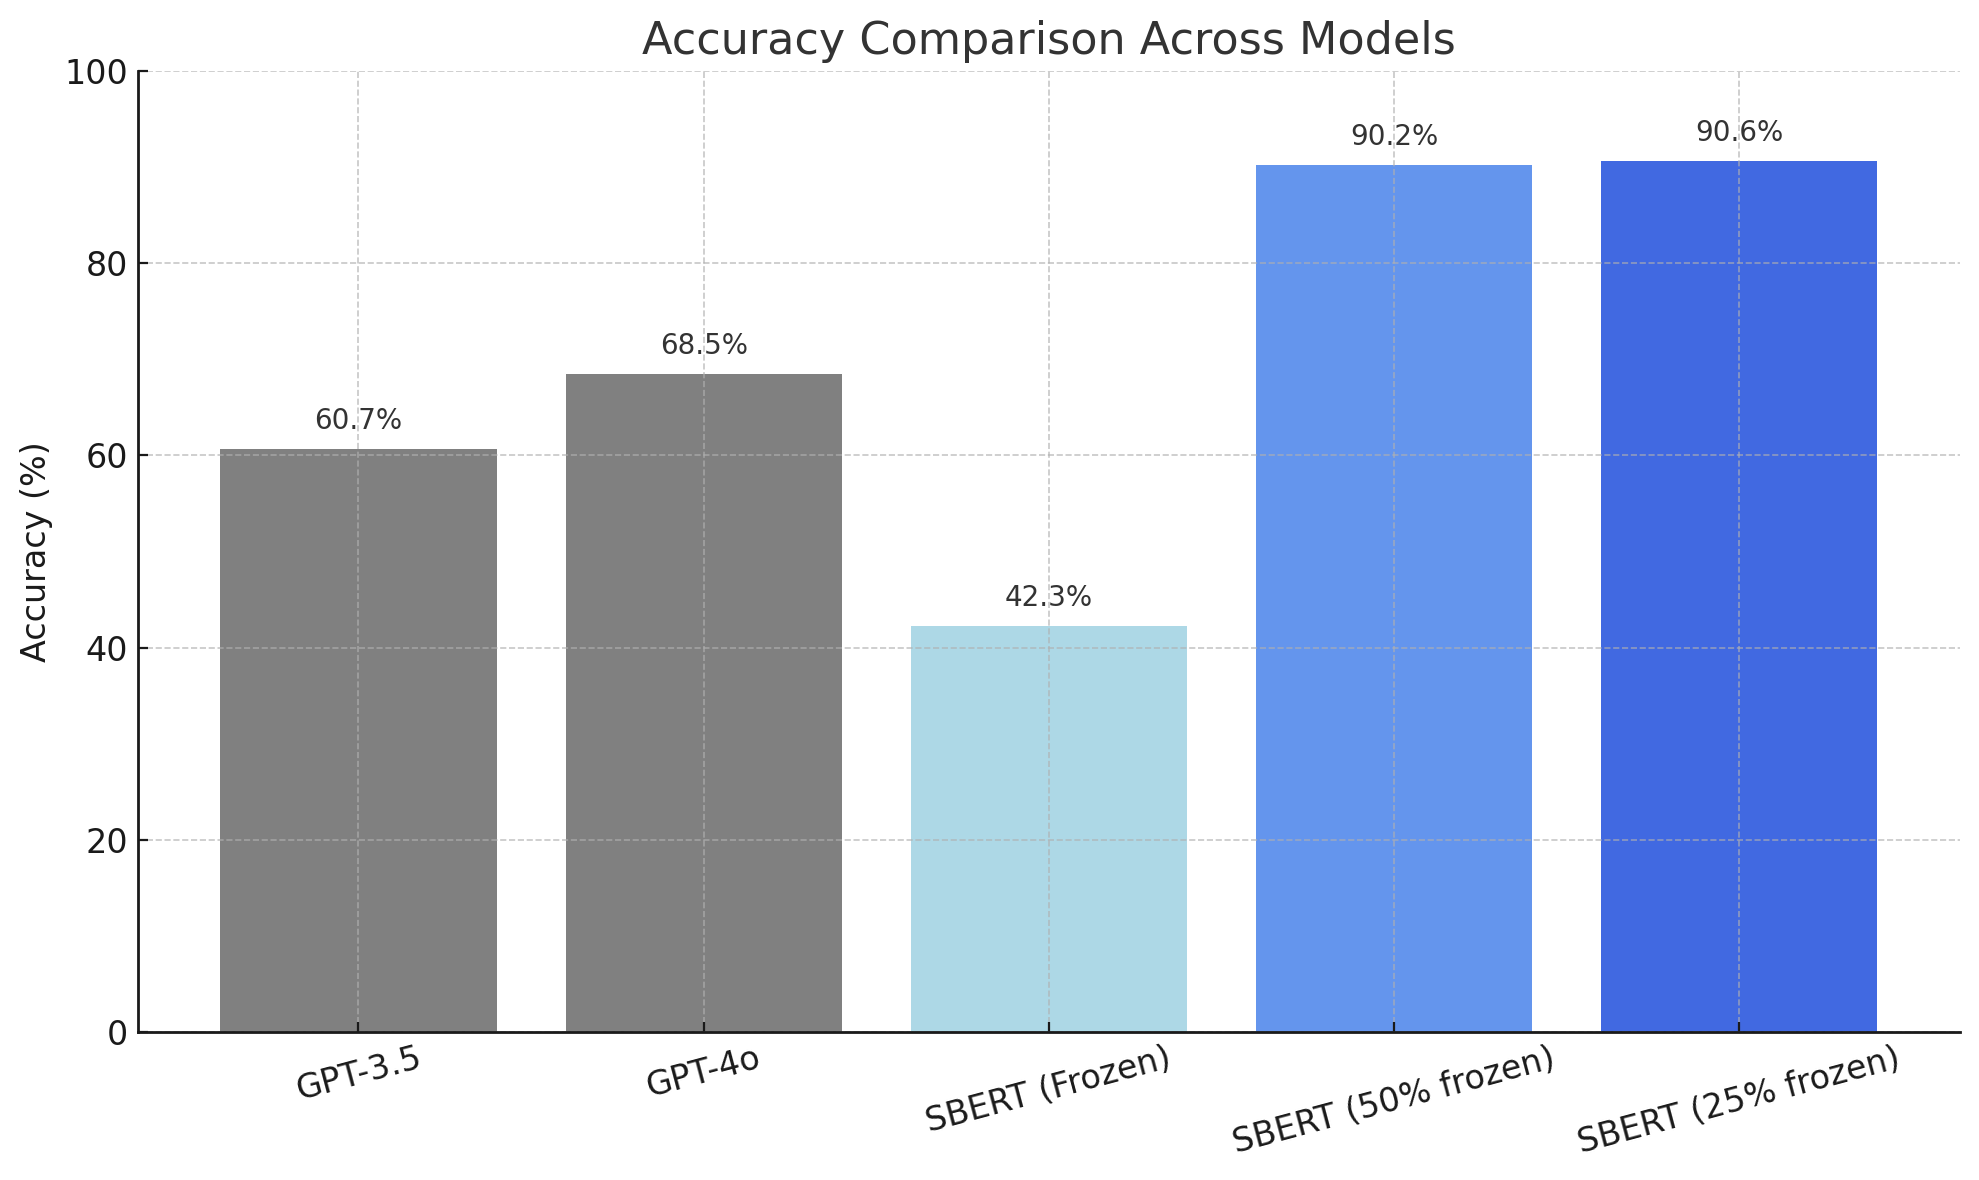 Accuracy Comparison Across Models
Accuracy (%)
100
80
60
40
20
0
60.7%
68.5%
42.3%
90.2%
90.6%
GPT-3.5
GPT-4o
SBERT (Frozen)
SBERT (50% frozen)
SBERT (25% frozen)